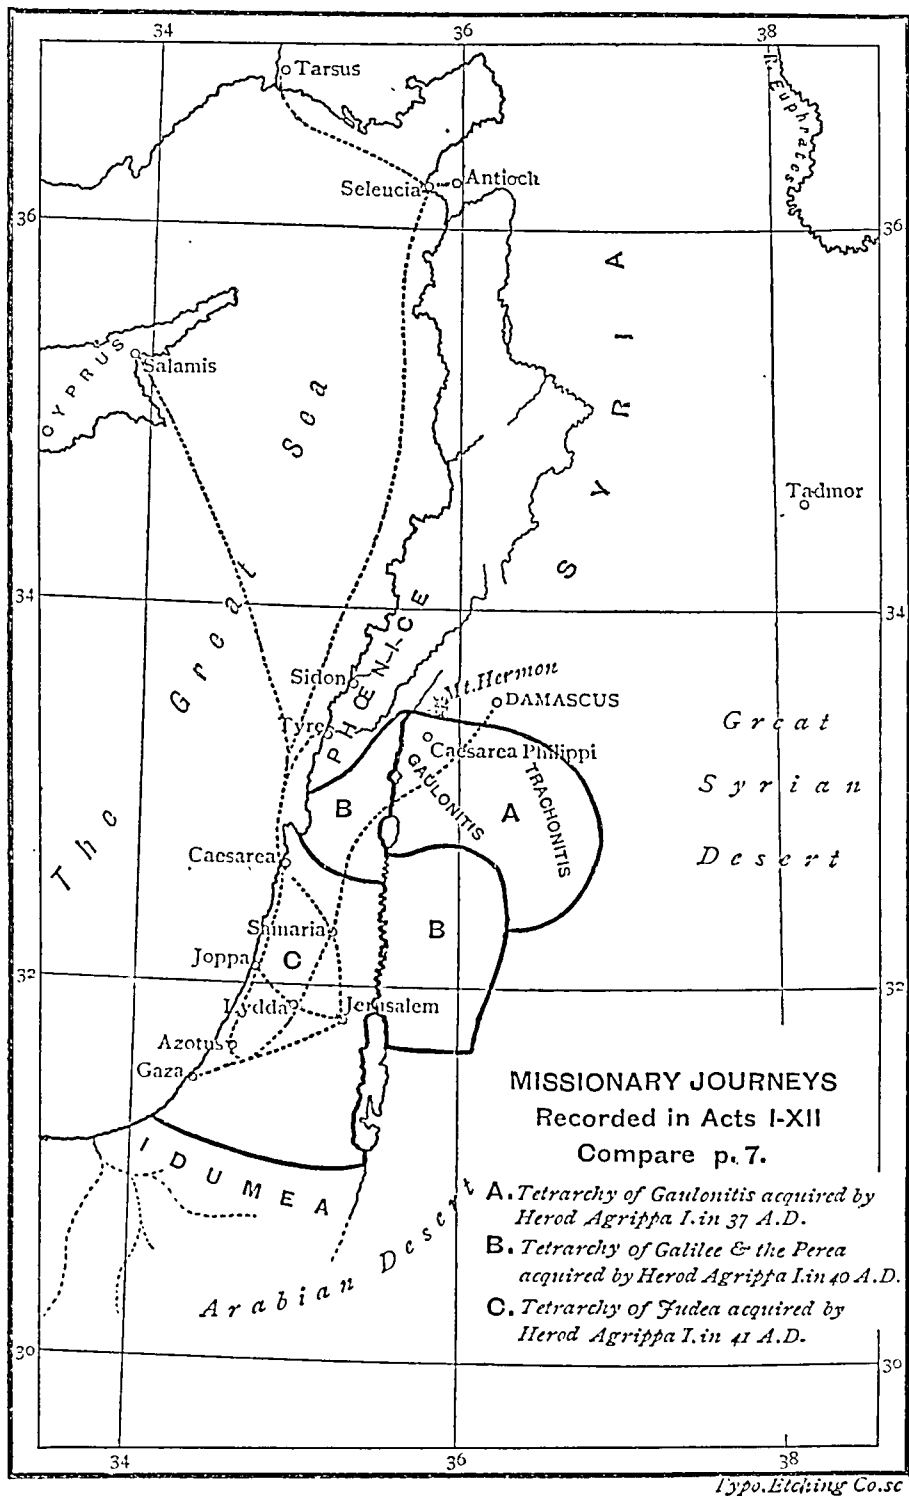 34 36 38
Tarsus
R. Euphrates
Seleucia Antioch
36 36
CYPRUS
Salamis
SYRIA
The Great Sea
Tadmor
34 34
PHŒNICE
Sidon
Mt. Hermon
DAMASCUS
Tyre
Caesarea Philippi
GAULONITIS
TRACHONITIS
Great
Syrian
Desert
B
A
Caesarea
Samaria
B
Joppa
C
32 32
Lydda
Jerusalem
Azotus
Gaza
IDUMEA
Arabian Desert
MISSIONARY JOURNEYS
Recorded in Acts I-XII
Compare p. 7.
A. Tetrarchy of Gaulonitis acquired by
Herod Agrippa I. in 37 A.D.
B. Tetrarchy of Galilee & the Perea
acquired by Herod Agrippa I. in 40 A.D.
C. Tetrarchy of Judea acquired by
Herod Agrippa I. in 41 A.D.
30 30
34 36 38
Typo. Etching Co. sc